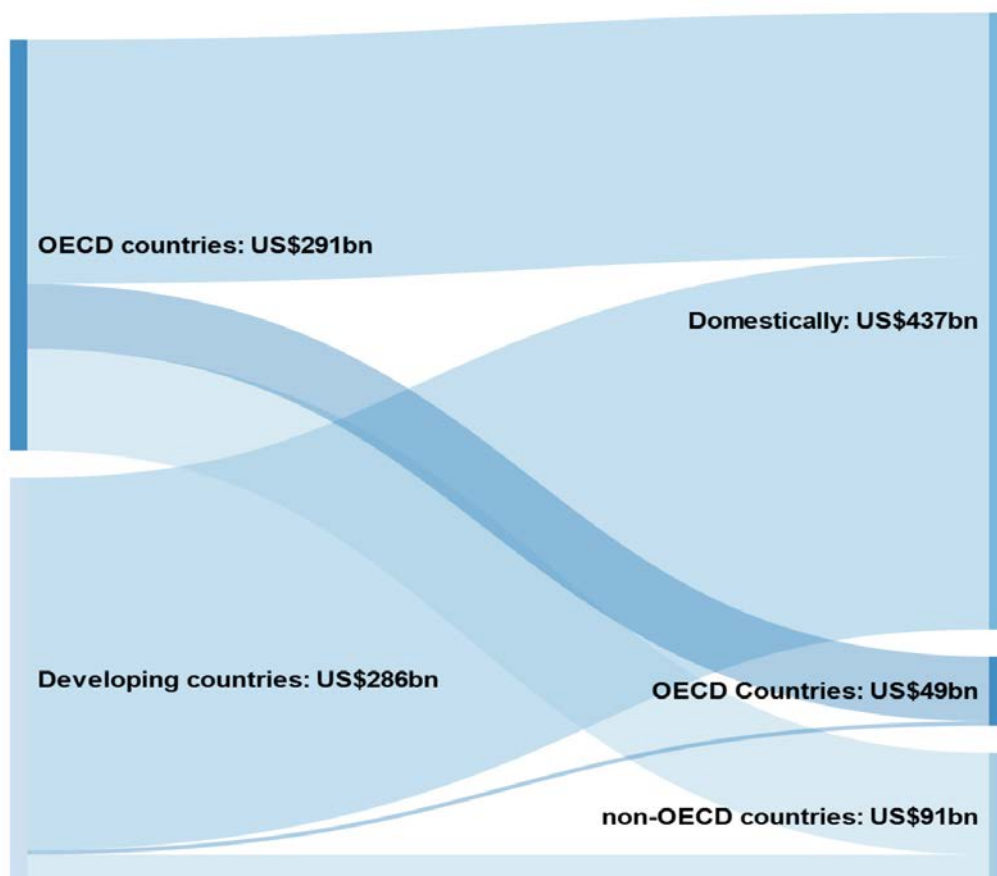 OECD countries: US$291bn
Domestically: US$437bn
Developing countries: US$286bn
OECD Countries: US$49bn
non-OECD countries: US$91bn